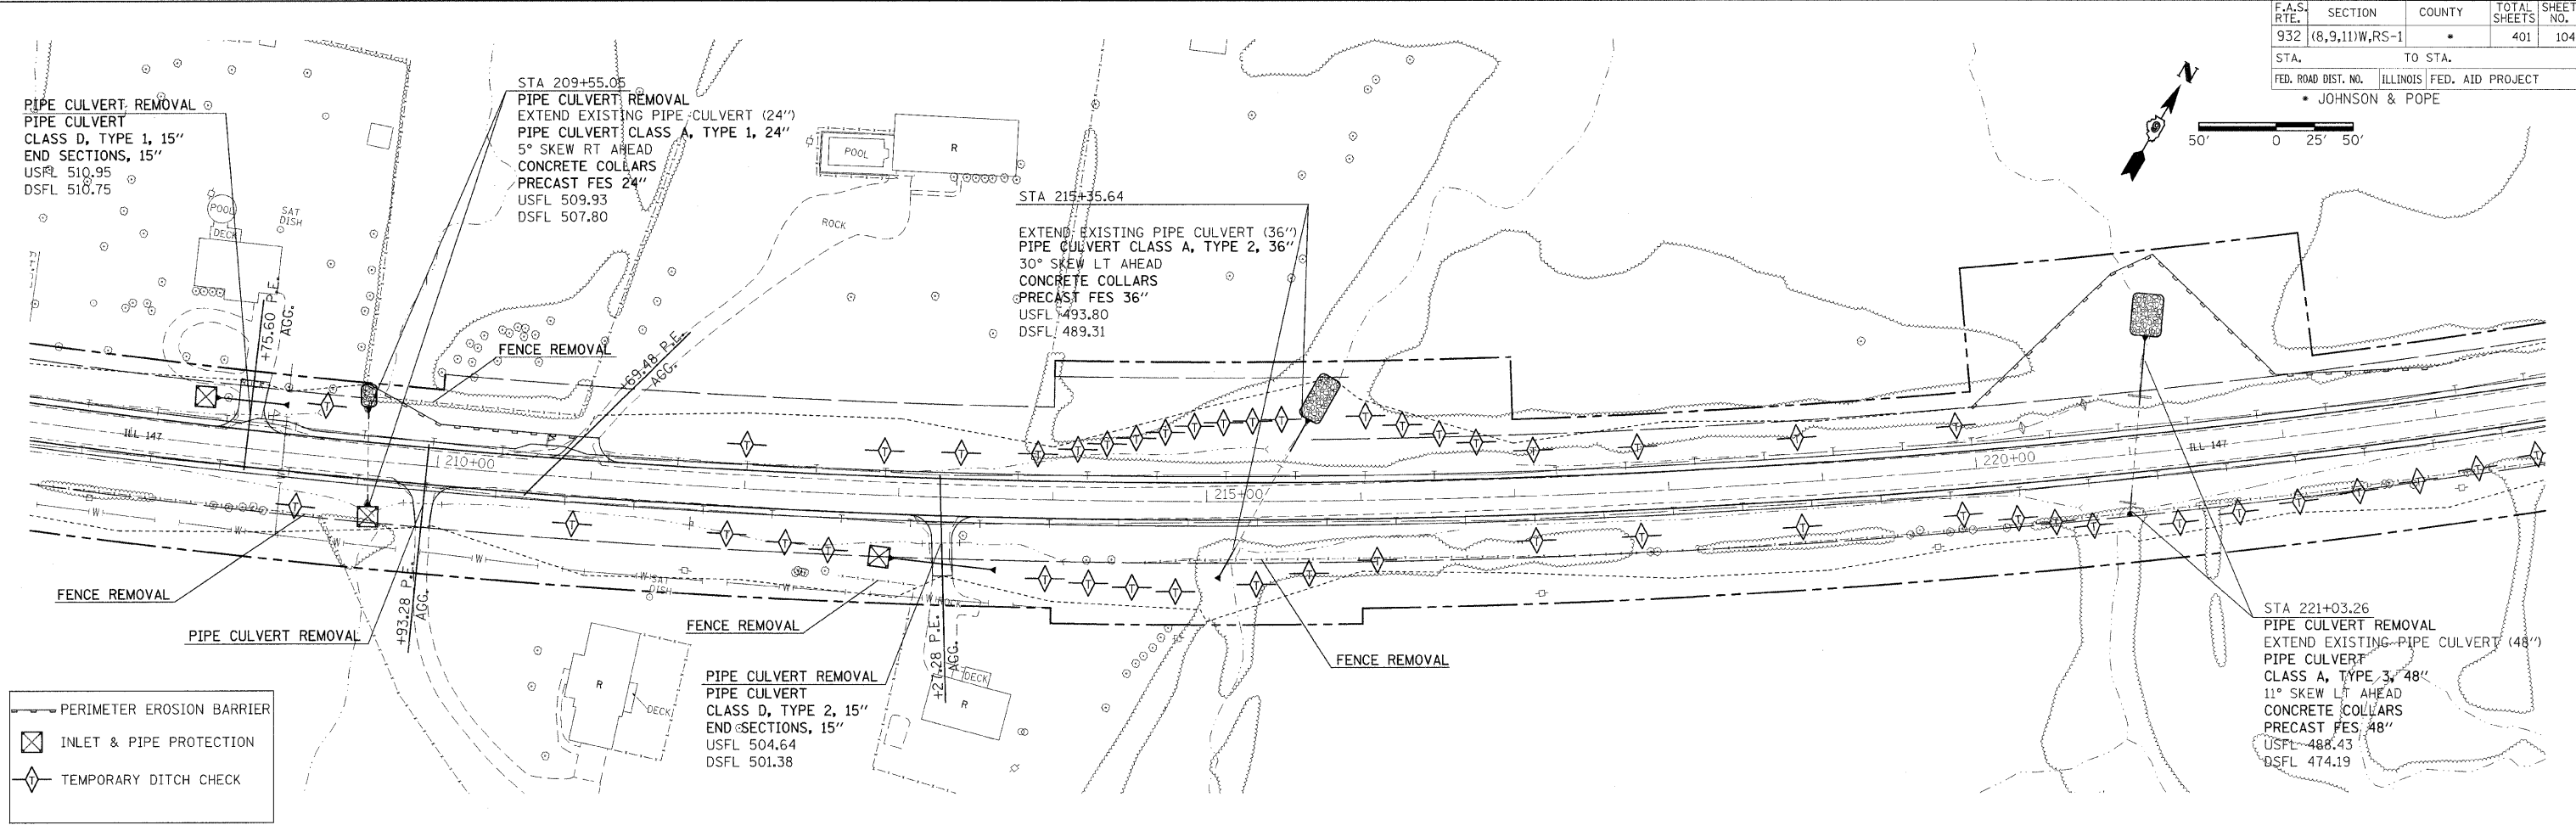 F.A.S. RTE. SECTION COUNTY TOTAL SHEETS SHEET NO.
932 (8,9,11)W,RS-1 * 401 104
STA. TO STA.
FED. ROAD DIST. NO. ILLINOIS FED. AID PROJECT
* JOHNSON & POPE
N
50' 0 25' 50'
PIPE CULVERT REMOVAL
PIPE CULVERT
CLASS D, TYPE 1, 15"
END SECTIONS, 15"
USFL 510.95
DSFL 510.75
STA 209+55.05
PIPE CULVERT REMOVAL
EXTEND EXISTING PIPE CULVERT (24")
PIPE CULVERT CLASS A, TYPE 1, 24"
5° SKEW RT AHEAD
CONCRETE COLLARS
PRECAST FES 24"
USFL 509.93
DSFL 507.80
POOL
R
POOL
DECK
SAT
DISH
ROCK
STA 215+35.64
EXTEND EXISTING PIPE CULVERT (36")
PIPE CULVERT CLASS A, TYPE 2, 36"
30° SKEW LT AHEAD
CONCRETE COLLARS
PRECAST FES 36"
USFL 493.80
DSFL 489.31
+75.60 P.E.
AGG.
FENCE REMOVAL
+69.48 P.E.
AGG.
ILL 147
210+00
215+00
220+00
ILL 147
W
W
W
W
W
W
W
SAT
DISH
ROCK
FENCE REMOVAL
PIPE CULVERT REMOVAL
+93.28 P.E.
AGG.
FENCE REMOVAL
R
DECK
PIPE CULVERT REMOVAL
PIPE CULVERT
CLASS D, TYPE 2, 15"
END SECTIONS, 15"
USFL 504.64
DSFL 501.38
+27.28 P.E.
AGG.
DECK
R
FENCE REMOVAL
STA 221+03.26
PIPE CULVERT REMOVAL
EXTEND EXISTING PIPE CULVERT (48")
PIPE CULVERT
CLASS A, TYPE 3, 48"
11° SKEW LT AHEAD
CONCRETE COLLARS
PRECAST FES 48"
USFL 488.43
DSFL 474.19
PERIMETER EROSION BARRIER
INLET & PIPE PROTECTION
T TEMPORARY DITCH CHECK